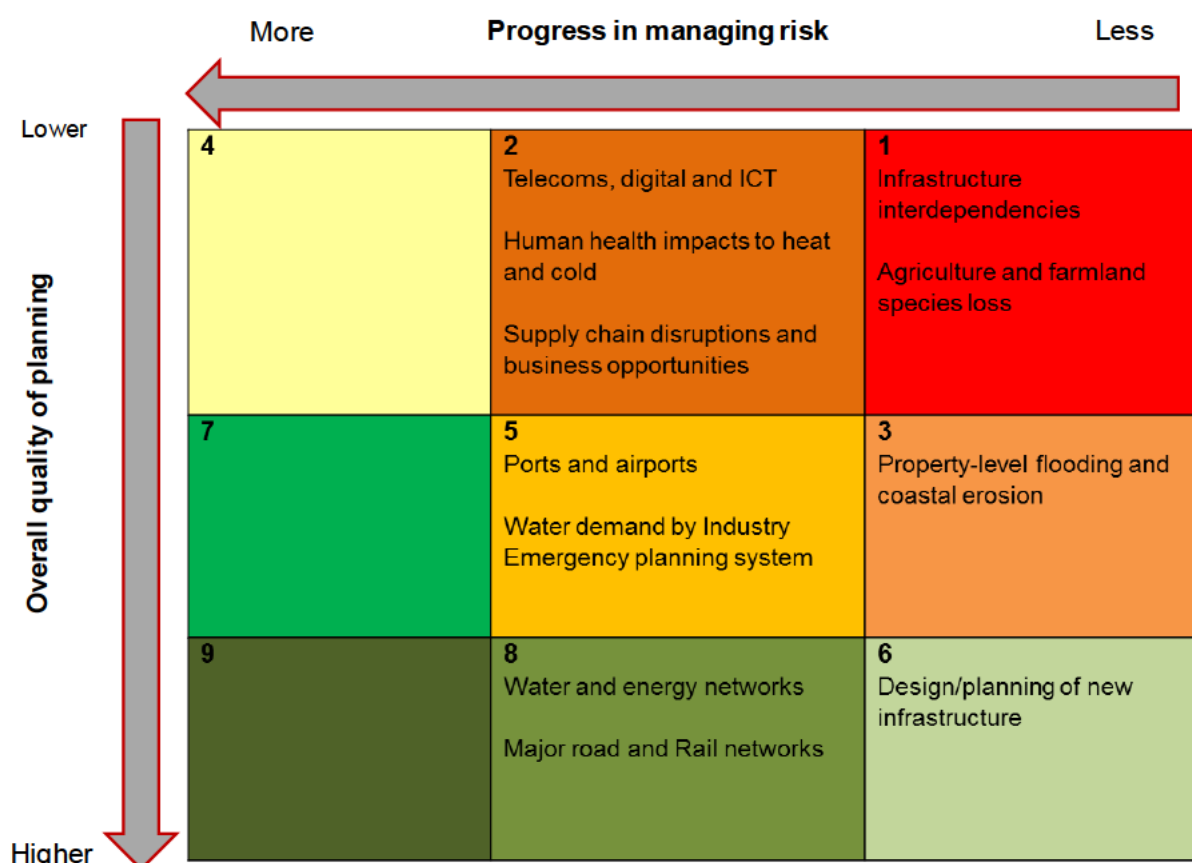 More Progress in managing risk Less
Lower
Overall quality of planning
Higher
4
2
Telecoms, digital and ICT
Human health impacts to heat
and cold
Supply chain disruptions and
business opportunities
1
Infrastructure
interdependencies
Agriculture and farmland
species loss
7
5
Ports and airports
Water demand by Industry
Emergency planning system
3
Property-level flooding and
coastal erosion
9
8
Water and energy networks
Major road and Rail networks
6
Design/planning of new
infrastructure